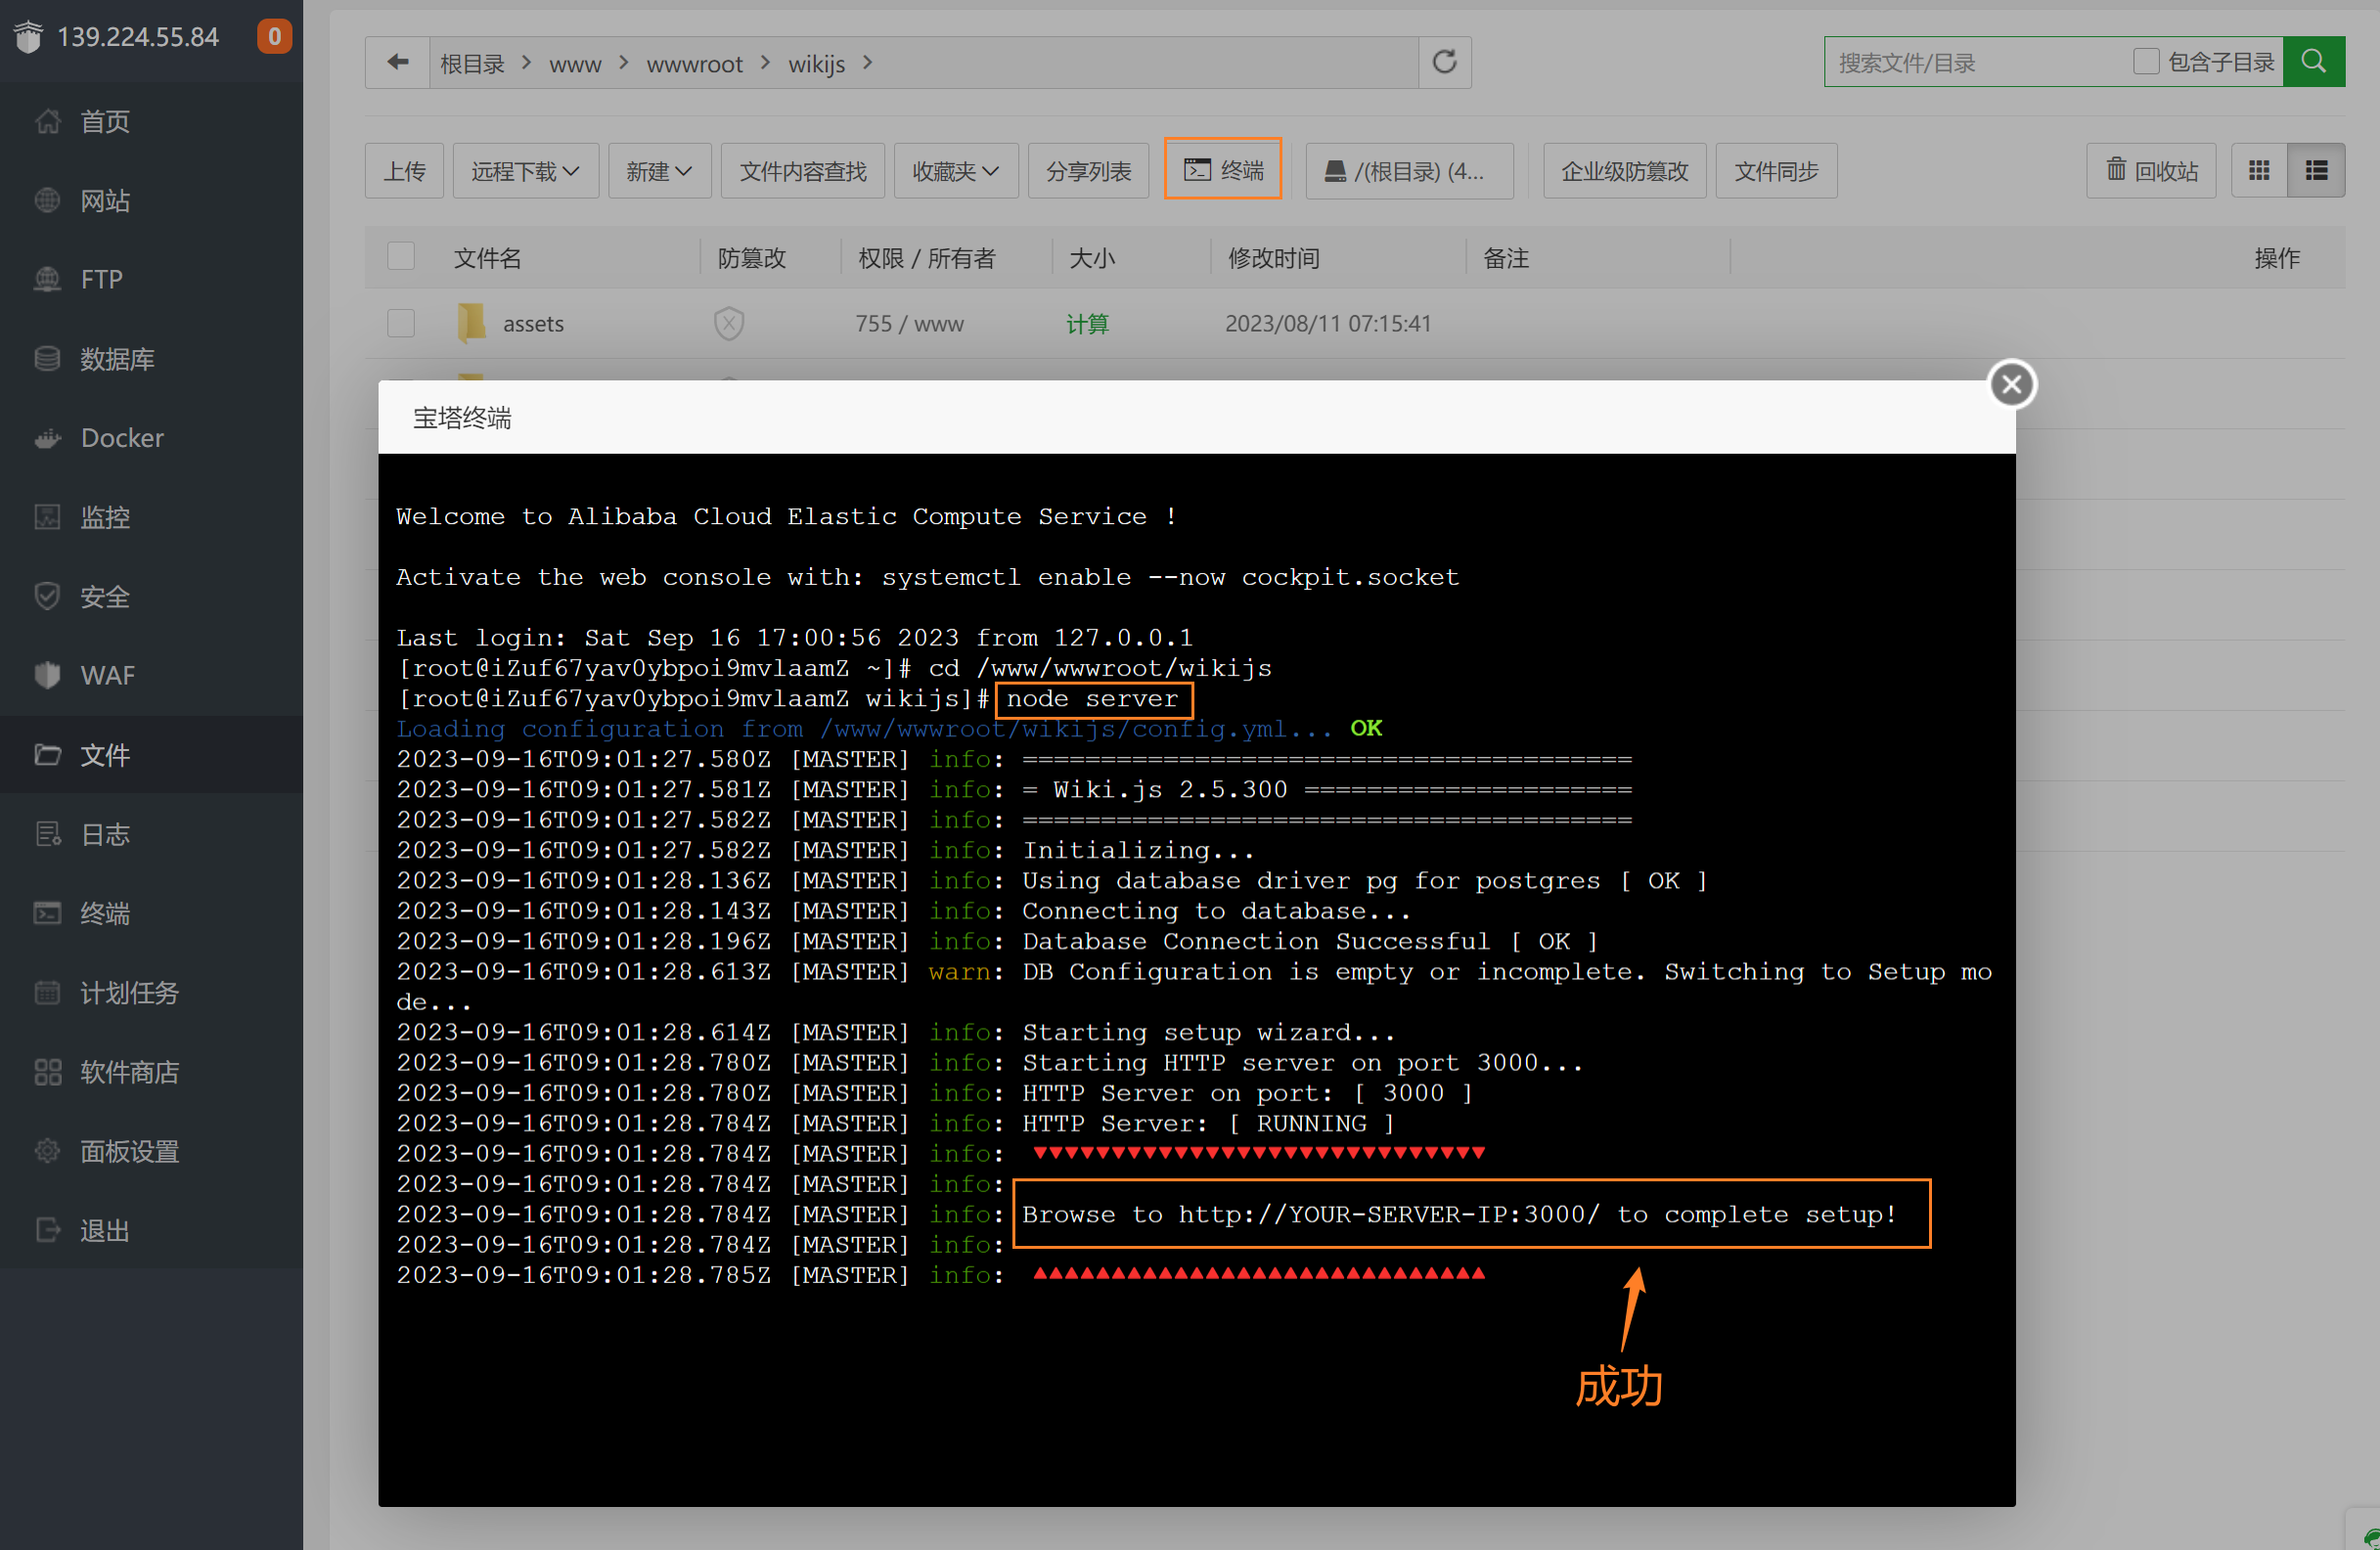 139.224.55.84
0
首页
网站
FTP
数据库
Docker
监控
安全
WAF
文件
日志
终端
计划任务
软件商店
面板设置
退出
根目录 > www > wwwroot > wikijs >
搜索文件/目录 包含子目录
上传 远程下载 新建 文件内容查找 收藏夹 分享列表 终端 /(根目录) (4... 企业级防篡改 文件同步 回收站
文件名 防篡改 权限 / 所有者 大小 修改时间 备注 操作
assets 755 / www 计算 2023/08/11 07:15:41
宝塔终端
Welcome to Alibaba Cloud Elastic Compute Service !
Activate the web console with: systemctl enable --now cockpit.socket
Last login: Sat Sep 16 17:00:56 2023 from 127.0.0.1
[root@iZuf67yav0ybpoi9mvlaamZ ~]# cd /www/wwwroot/wikijs
[root@iZuf67yav0ybpoi9mvlaamZ wikijs]# node server
Loading configuration from /www/wwwroot/wikijs/config.yml... OK
2023-09-16T09:01:27.580Z [MASTER] info: =======================================
2023-09-16T09:01:27.581Z [MASTER] info: = Wiki.js 2.5.300 =====================
2023-09-16T09:01:27.582Z [MASTER] info: =======================================
2023-09-16T09:01:27.582Z [MASTER] info: Initializing...
2023-09-16T09:01:28.136Z [MASTER] info: Using database driver pg for postgres [ OK ]
2023-09-16T09:01:28.143Z [MASTER] info: Connecting to database...
2023-09-16T09:01:28.196Z [MASTER] info: Database Connection Successful [ OK ]
2023-09-16T09:01:28.613Z [MASTER] warn: DB Configuration is empty or incomplete. Switching to Setup mo
de...
2023-09-16T09:01:28.614Z [MASTER] info: Starting setup wizard...
2023-09-16T09:01:28.780Z [MASTER] info: Starting HTTP server on port 3000...
2023-09-16T09:01:28.780Z [MASTER] info: HTTP Server on port: [ 3000 ]
2023-09-16T09:01:28.784Z [MASTER] info: HTTP Server: [ RUNNING ]
2023-09-16T09:01:28.784Z [MASTER] info: ▼▼▼▼▼▼▼▼▼▼▼▼▼▼▼▼▼▼▼▼▼▼▼▼▼▼▼▼▼
2023-09-16T09:01:28.784Z [MASTER] info:
2023-09-16T09:01:28.784Z [MASTER] info: Browse to http://YOUR-SERVER-IP:3000/ to complete setup!
2023-09-16T09:01:28.784Z [MASTER] info:
2023-09-16T09:01:28.785Z [MASTER] info: ▲▲▲▲▲▲▲▲▲▲▲▲▲▲▲▲▲▲▲▲▲▲▲▲▲▲▲▲▲
成功